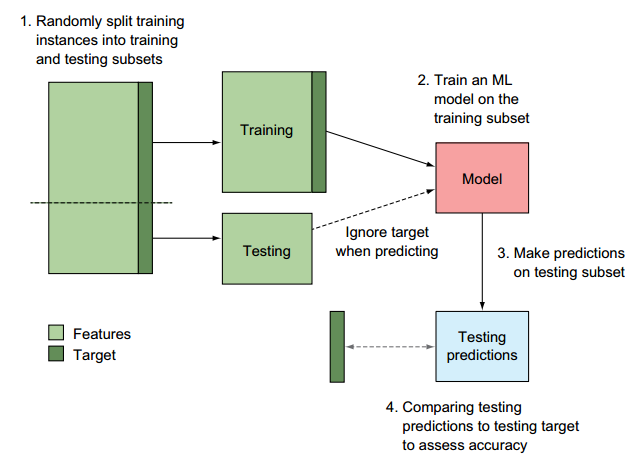 1. Randomly split training
instances into training
and testing subsets
2. Train an ML
model on the
training subset
Training
Model
Ignore target
when predicting
Testing
3. Make predictions
on testing subset
Features
Target
Testing
predictions
4. Comparing testing
predictions to testing target
to assess accuracy